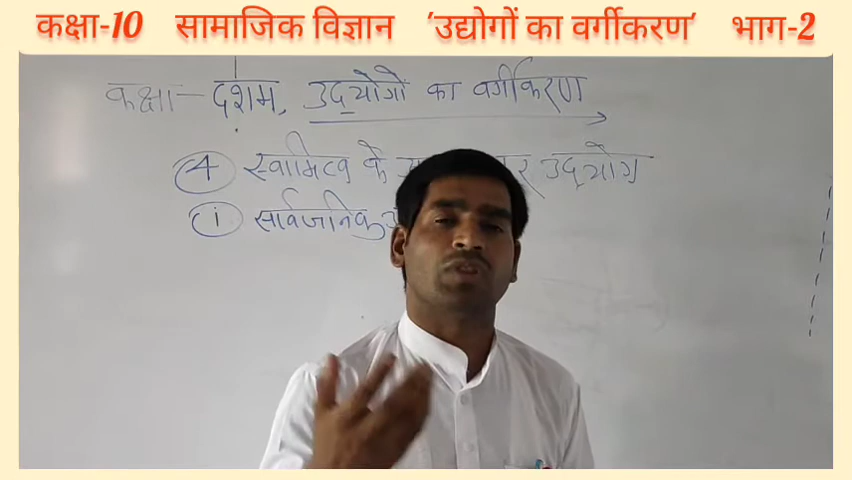 कक्षा-10 सामाजिक विज्ञान 'उद्योगों का वर्गीकरण' भाग-2
कक्षा- दशम, उद्योगों का वर्गीकरण
4 स्वामित्व के उद्योग
i सार्वजनिक